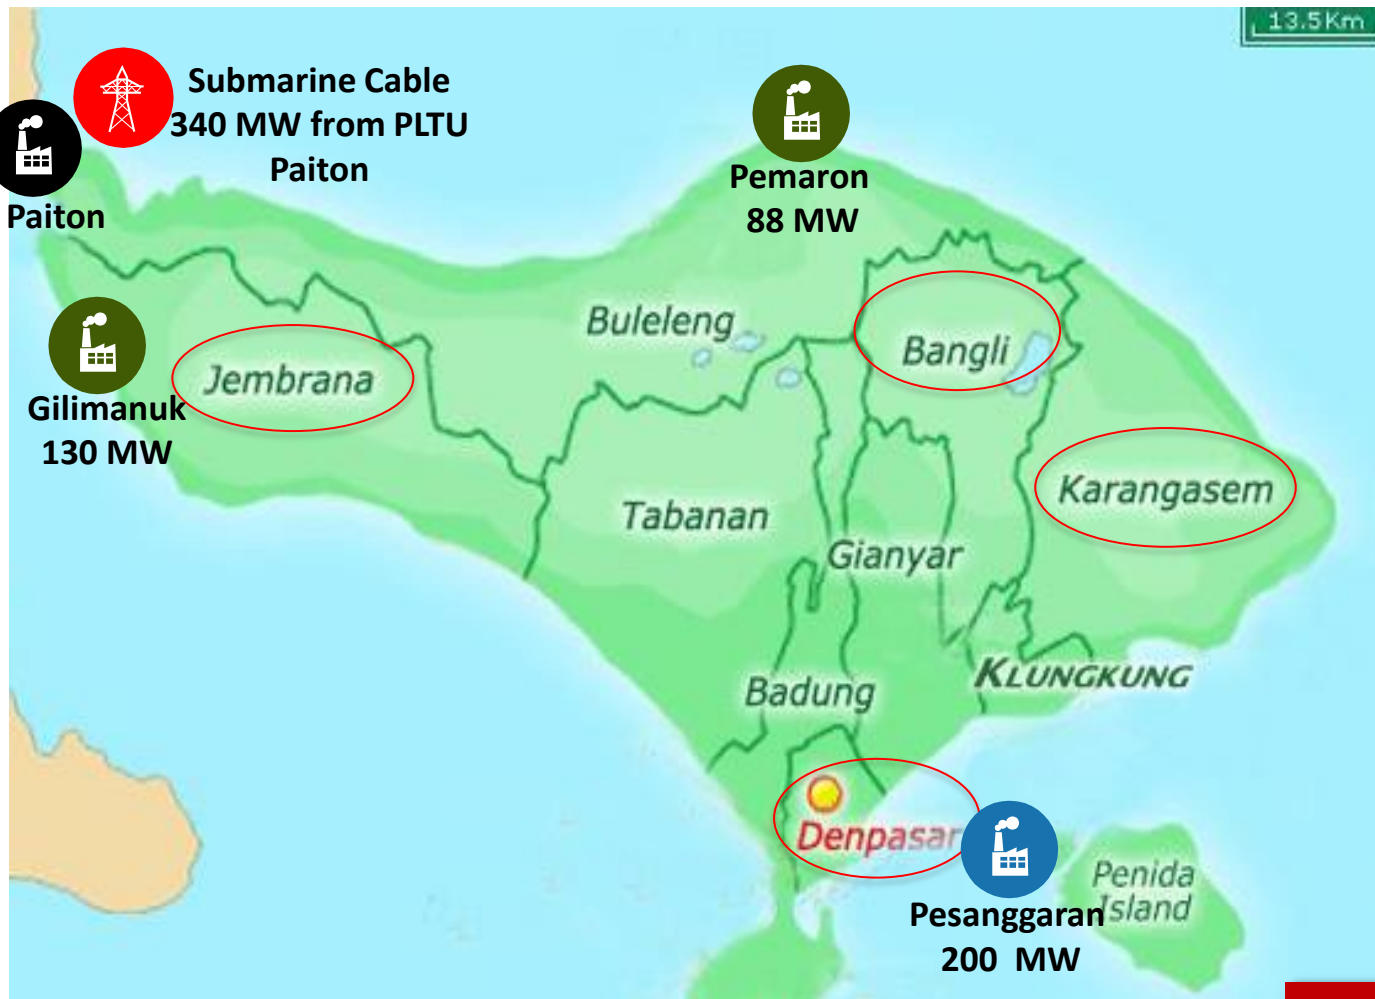 13.5Km
Submarine Cable
340 MW from PLTU
Paiton
Paiton
Pemaron
88 MW
Buleleng
Bangli
Jembrana
Gilimanuk
130 MW
Karangasem
Tabanan
Gianyar
KLUNGKUNG
Badung
Denpasar
Penida
Island
Pesanggaran
200 MW